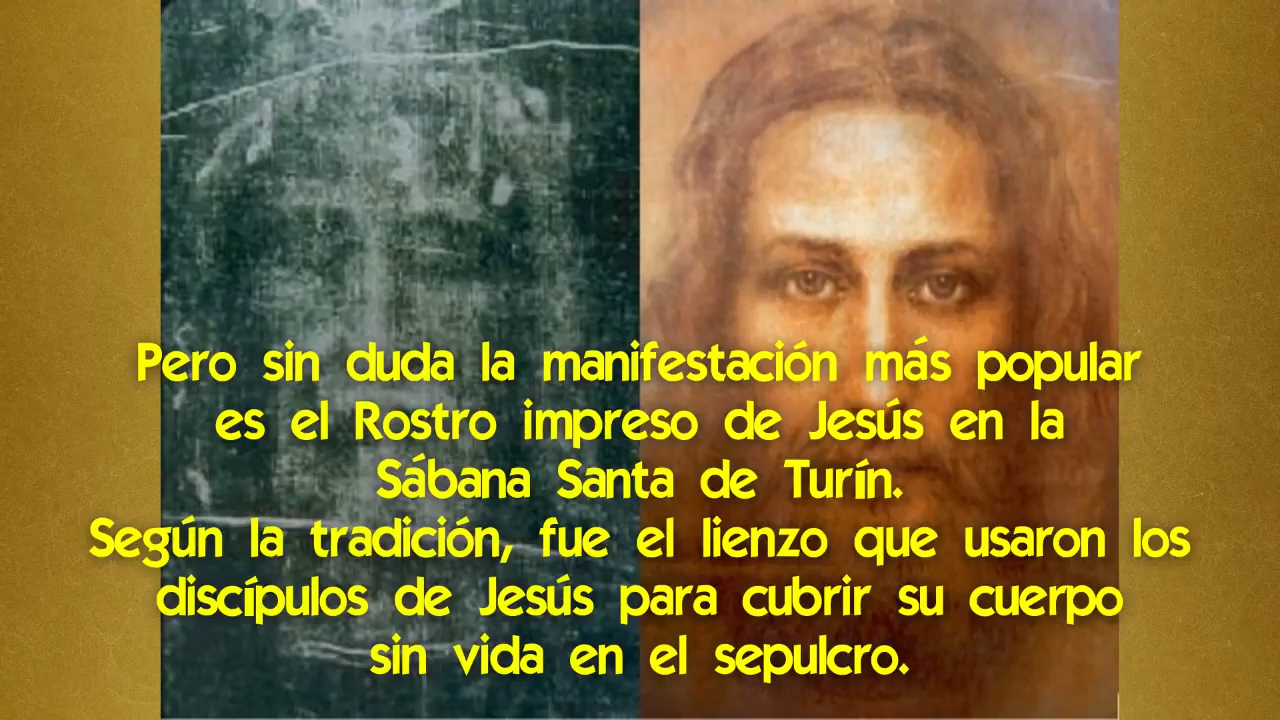 Pero sin duda la manifestación más popular
es el Rostro impreso de Jesús en la
Sábana Santa de Turín.
Según la tradición, fue el lienzo que usaron los
discípulos de Jesús para cubrir su cuerpo
sin vida en el sepulcro.